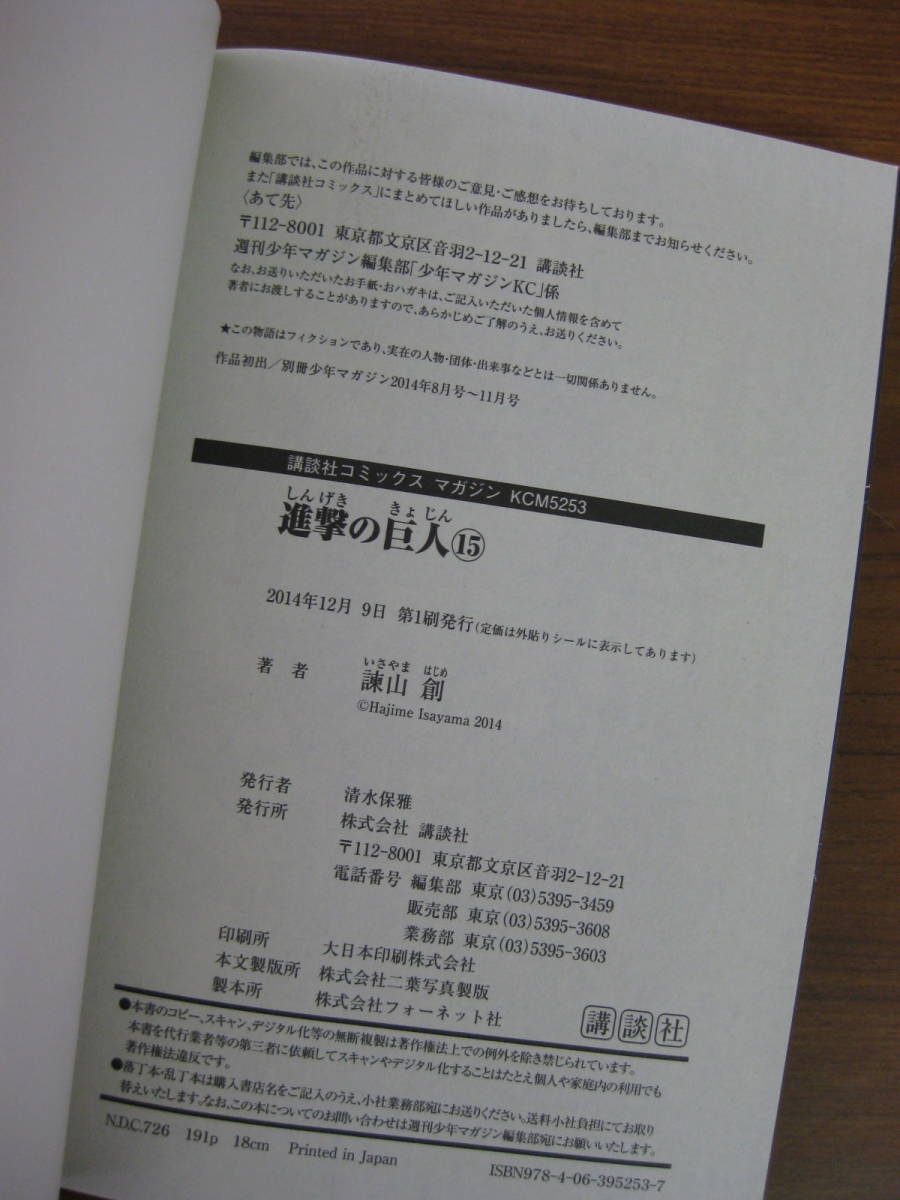 編集部では、この作品に対する皆様のご意見・ご感想をお待ちしております。
また「講談社コミックス」にまとめてほしい作品がありましたら、編集部までお知らせください。
〈あて先〉
〒112-8001 東京都文京区音羽2-12-21 講談社
週刊少年マガジン編集部「少年マガジンKC」係
なお、お送りいただいたお手紙・おハガキは、ご記入いただいた個人情報を含めて
著者にお渡しすることがありますので、あらかじめご了解のうえ、お送りください。
★この物語はフィクションであり、実在の人物・団体・出来事などとは一切関係ありません。
作品初出／別冊少年マガジン2014年8月号～11月号
講談社コミックス マガジン KCM5253
しんげき きょじん
進撃の巨人⑮
2014年12月 9日 第1刷発行(定価は外貼りシールに表示してあります)
いさやま はじめ
著者 諫山 創
©Hajime Isayama 2014
発行者 清水保雅
発行所 株式会社 講談社
〒112-8001 東京都文京区音羽2-12-21
電話番号 編集部 東京(03)5395-3459
販売部 東京(03)5395-3608
業務部 東京(03)5395-3603
印刷所 大日本印刷株式会社
本文製版所 株式会社二葉写真製版
製本所 株式会社フォーネット社
講談社
●本書のコピー、スキャン、デジタル化等の無断複製は著作権法上での例外を除き禁じられています。
本書を代行業者等の第三者に依頼してスキャンやデジタル化することはたとえ個人や家庭内の利用でも
著作権法違反です。
●落丁本・乱丁本は購入書店名をご記入のうえ、小社業務部宛にお送りください。送料小社負担にてお取り
替えいたします。なお、この本についてのお問い合わせは週刊少年マガジン編集部宛にお願いいたします。
N.D.C.726 191p 18cm Printed in Japan
ISBN978-4-06-395253-7